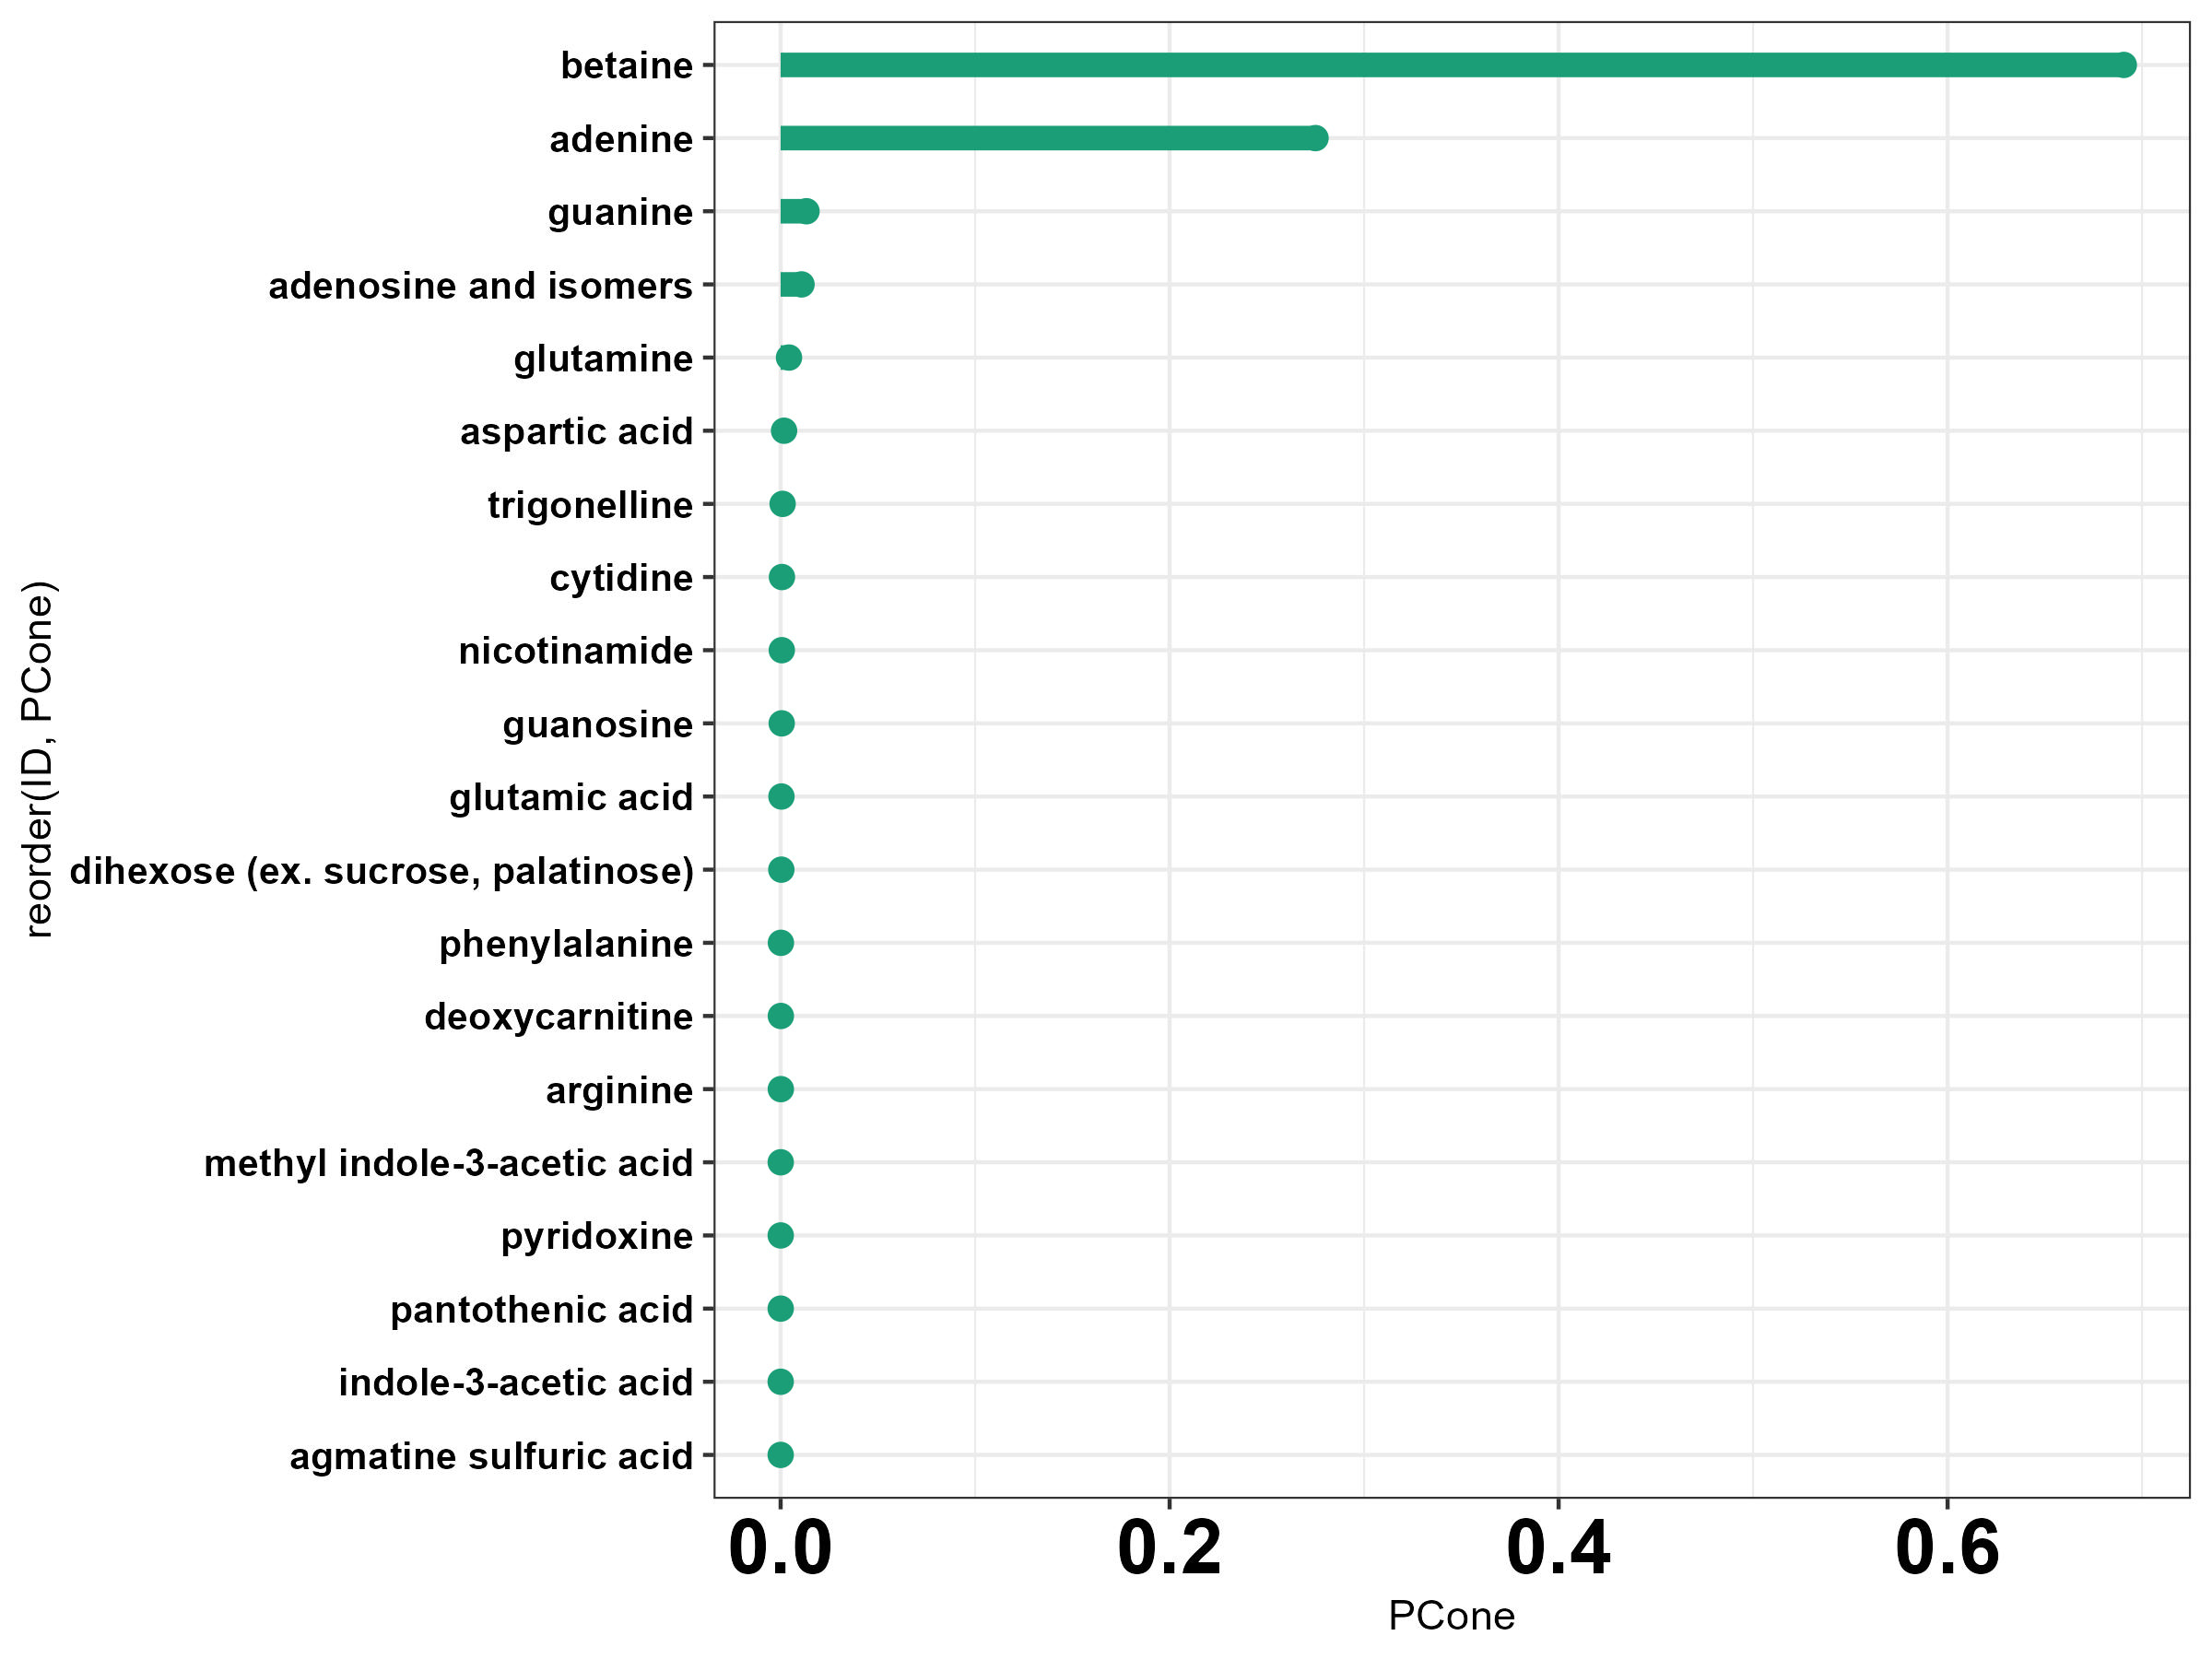 betaine
adenine
guanine
adenosine and isomers
glutamine
aspartic acid
trigonelline
cytidine
nicotinamide
guanosine
glutamic acid
dihexose (ex. sucrose, palatinose)
phenylalanine
deoxycarnitine
arginine
methyl indole-3-acetic acid
pyridoxine
pantothenic acid
indole-3-acetic acid
agmatine sulfuric acid
reorder(ID, PCone)
0.0 0.2 0.4 0.6
PCone